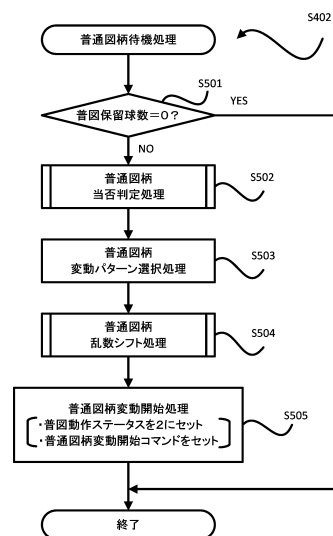 S402
普通図柄待機処理
S501
普図保留球数＝０？
YES
NO
普通図柄
当否判定処理
S502
普通図柄
変動パターン選択処理
S503
普通図柄
乱数シフト処理
S504
普通図柄変動開始処理
・普図動作ステータスを２にセット
・普通図柄変動開始コマンドをセット
S505
終了